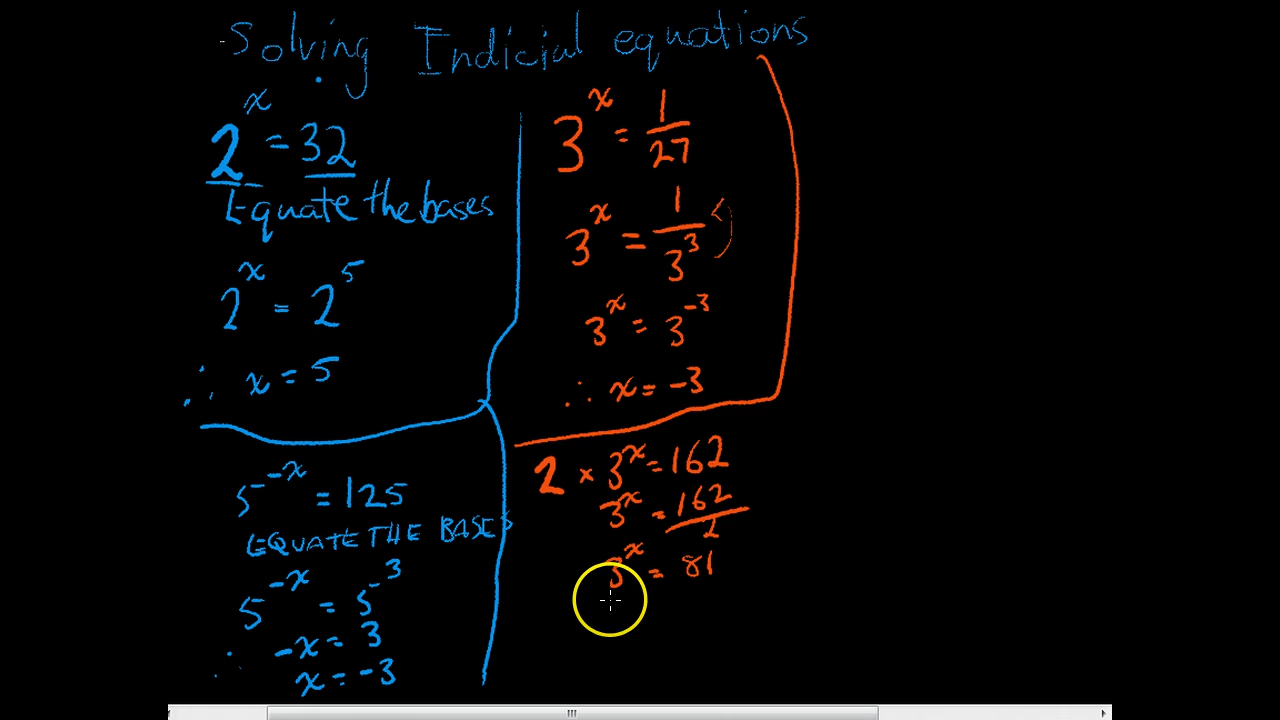 Solving Indicial equations
2^x = 32
Equate the bases
2^x = 2^5
∴ x = 5
3^x = 1/27
3^x = 1/3^3
3^x = 3^-3
∴ x = -3
5^-x = 125
EQUATE THE BASES
5^-x = 5^3
∴ -x = 3
x = -3
2 × 3^x = 162
3^x = 162/2
3^x = 81